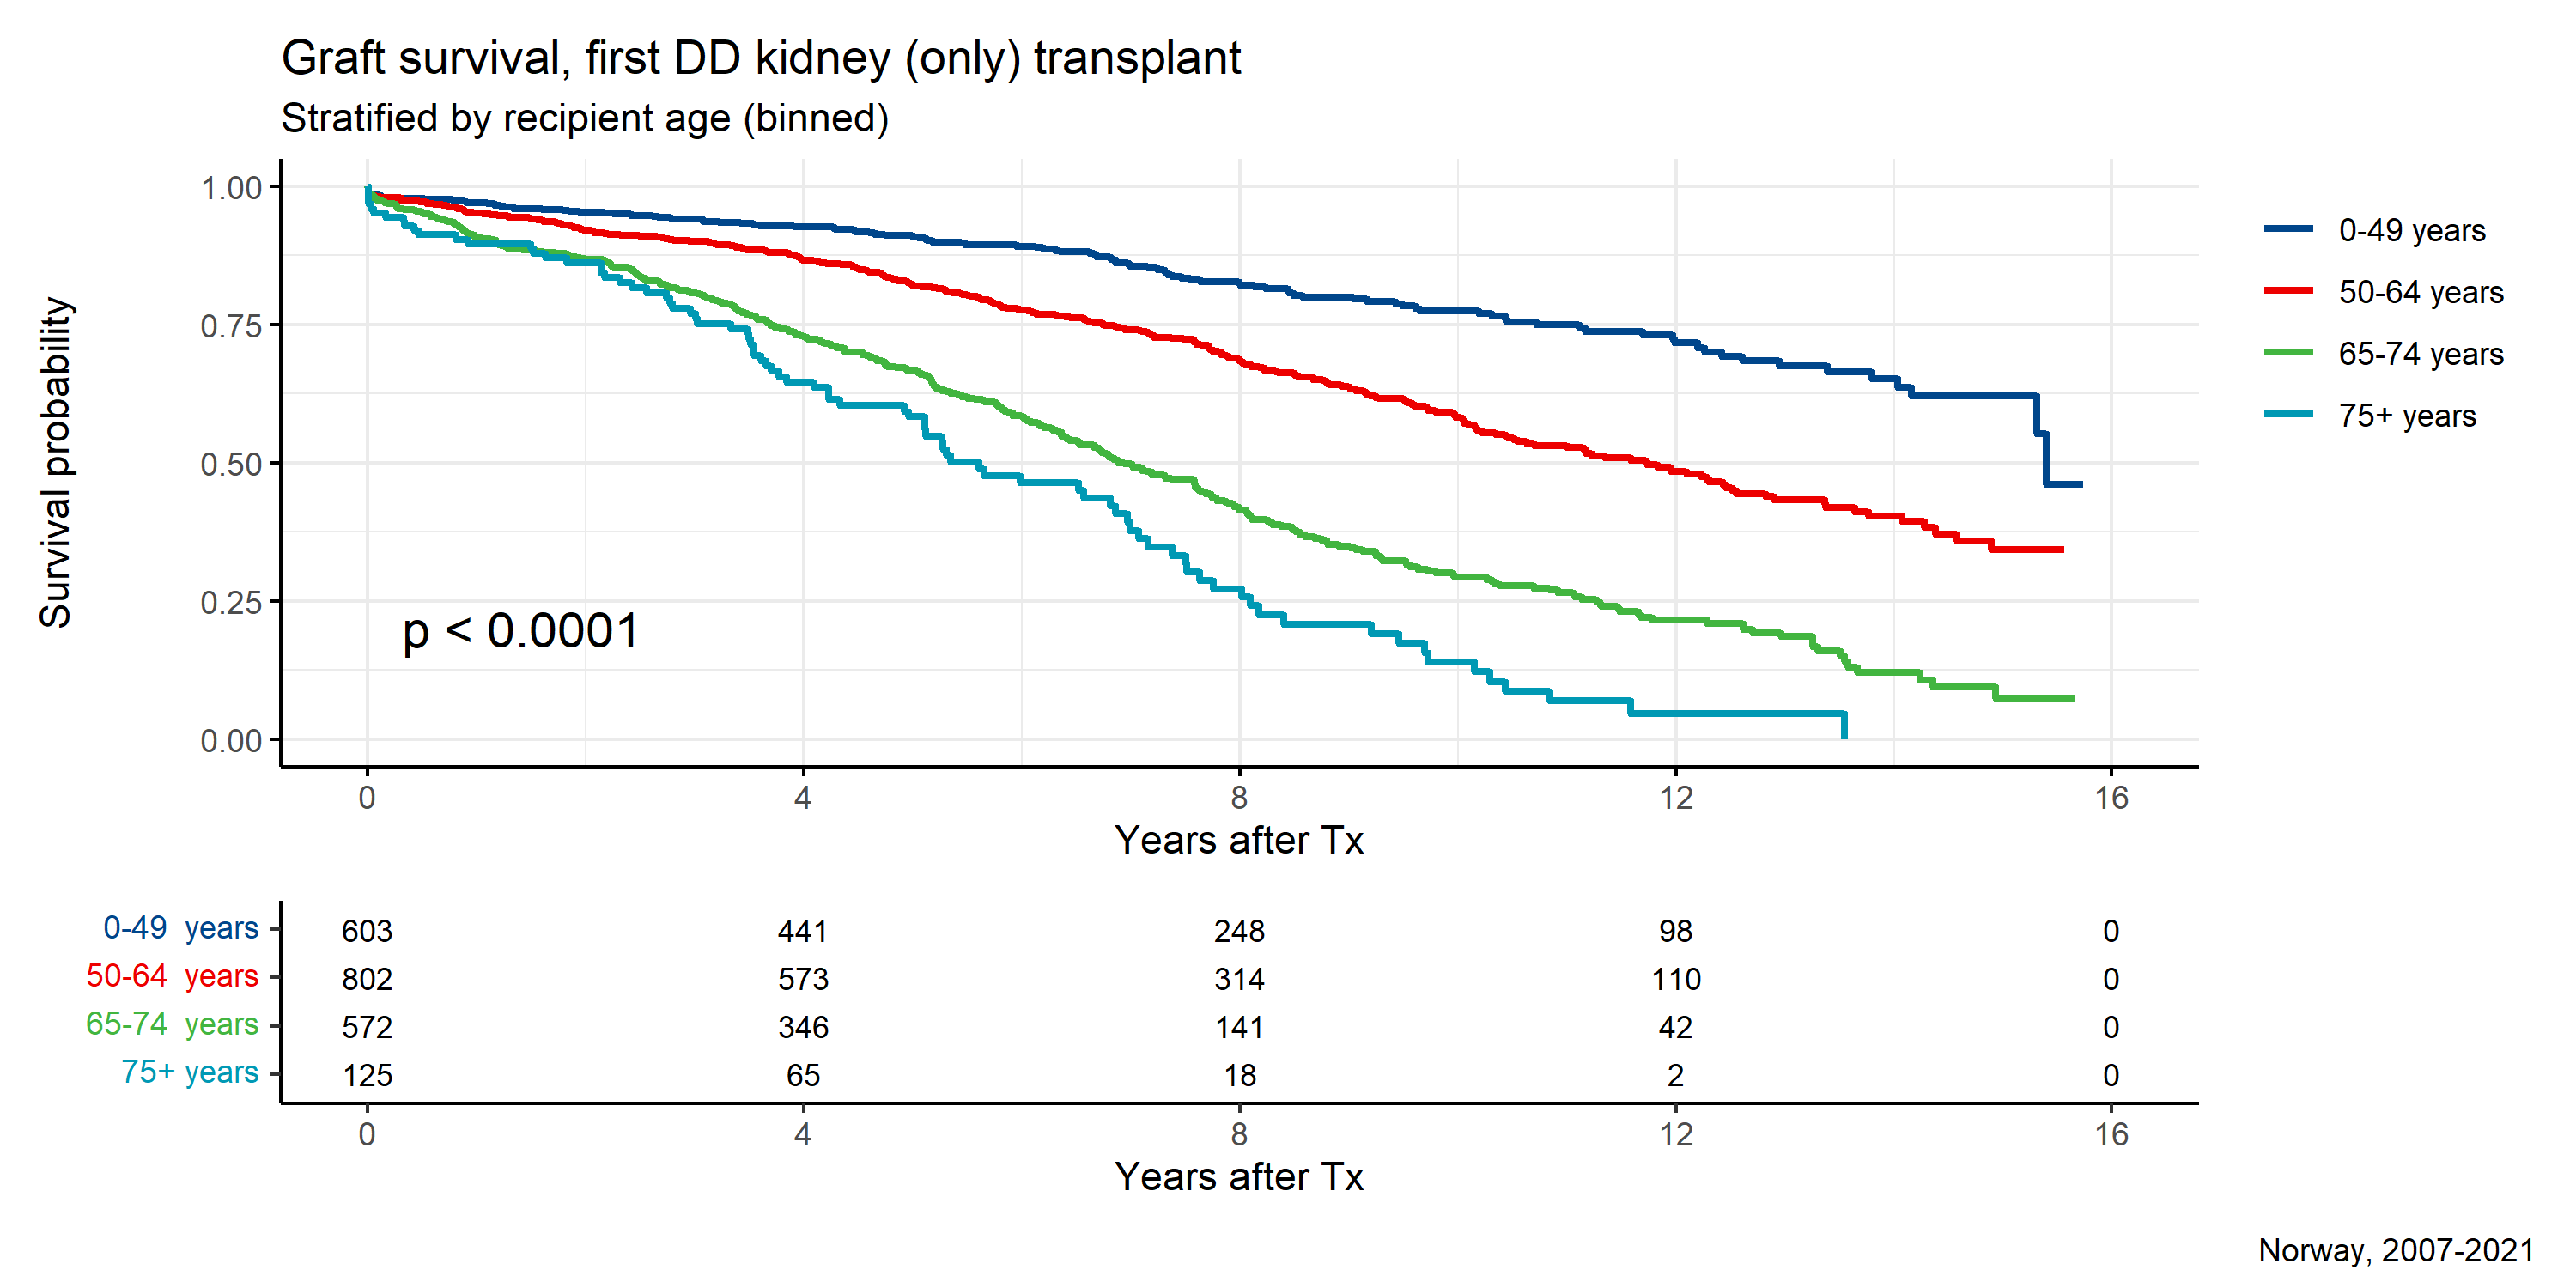 Graft survival, first DD kidney (only) transplant
Stratified by recipient age (binned)
Survival probability
1.00
0.75
0.50
0.25
0.00
p < 0.0001
0 4 8 12 16
Years after Tx
0-49 years
50-64 years
65-74 years
75+ years
0-49 years 603 441 248 98 0
50-64 years 802 573 314 110 0
65-74 years 572 346 141 42 0
75+ years 125 65 18 2 0
0 4 8 12 16
Years after Tx
Norway, 2007-2021